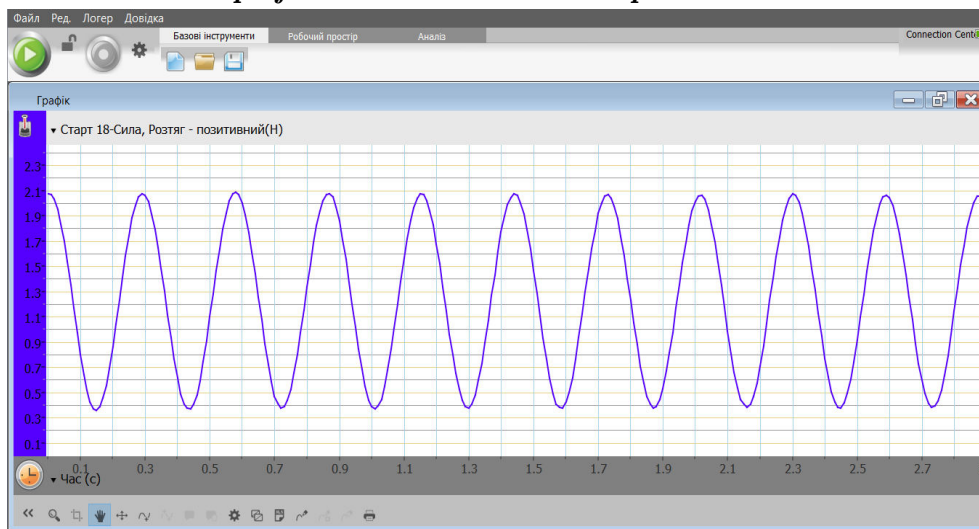 Файл Ред. Логер Довідка
Базові інструменти Робочий простір Аналіз
Connection Cent
Графік
Старт 18-Сила, Розтяг - позитивний(Н)
2.3
2.1
1.9
1.7
1.5
1.3
1.1
0.9
0.7
0.5
0.3
0.1
0.1 0.3 0.5 0.7 0.9 1.1 1.3 1.5 1.7 1.9 2.1 2.3 2.5 2.7
Час (с)